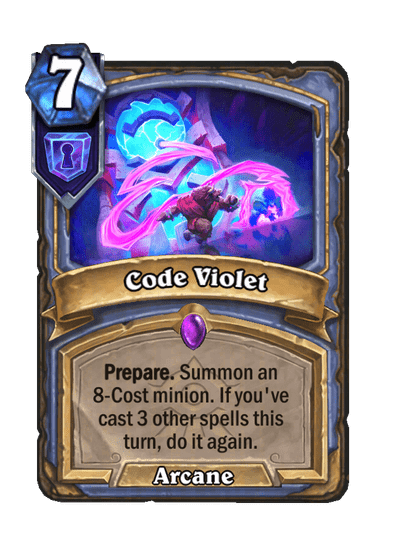 7
Code Violet
Prepare. Summon an
8-Cost minion. If you've
cast 3 other spells this
turn, do it again.
Arcane